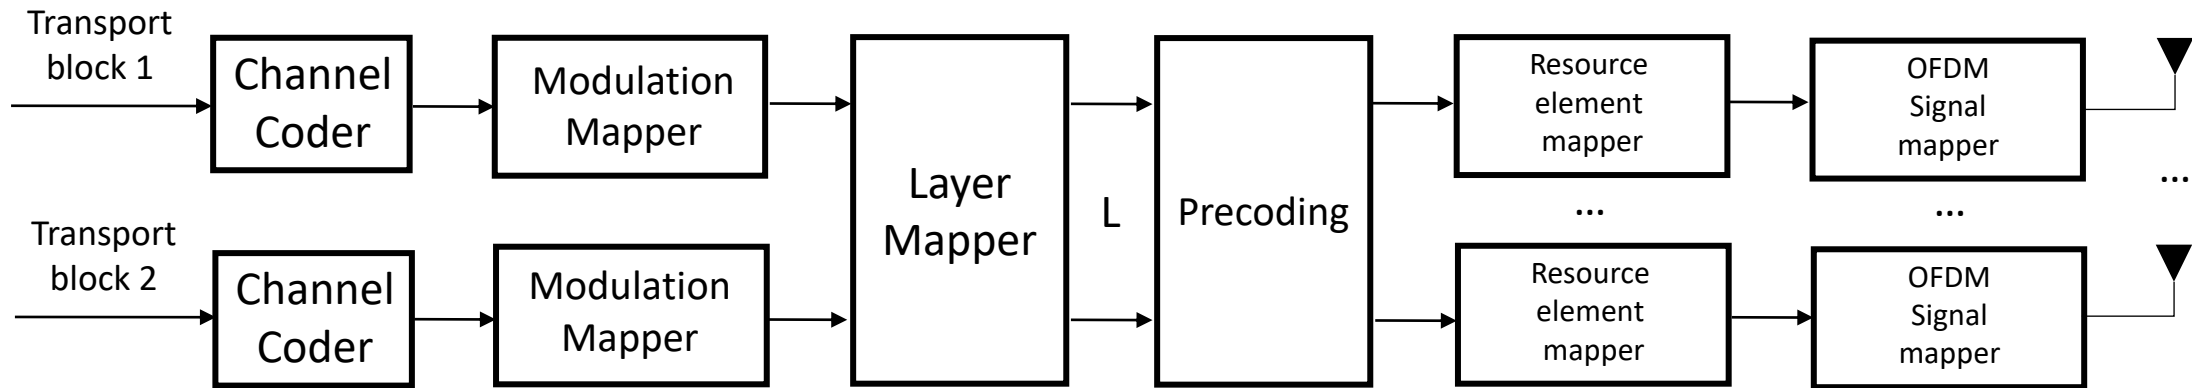 Transport
block 1
Channel
Coder
Modulation
Mapper
Layer
Mapper
L
Precoding
Resource
element
mapper
OFDM
Signal
mapper
...
...
...
Transport
block 2
Channel
Coder
Modulation
Mapper
Resource
element
mapper
OFDM
Signal
mapper